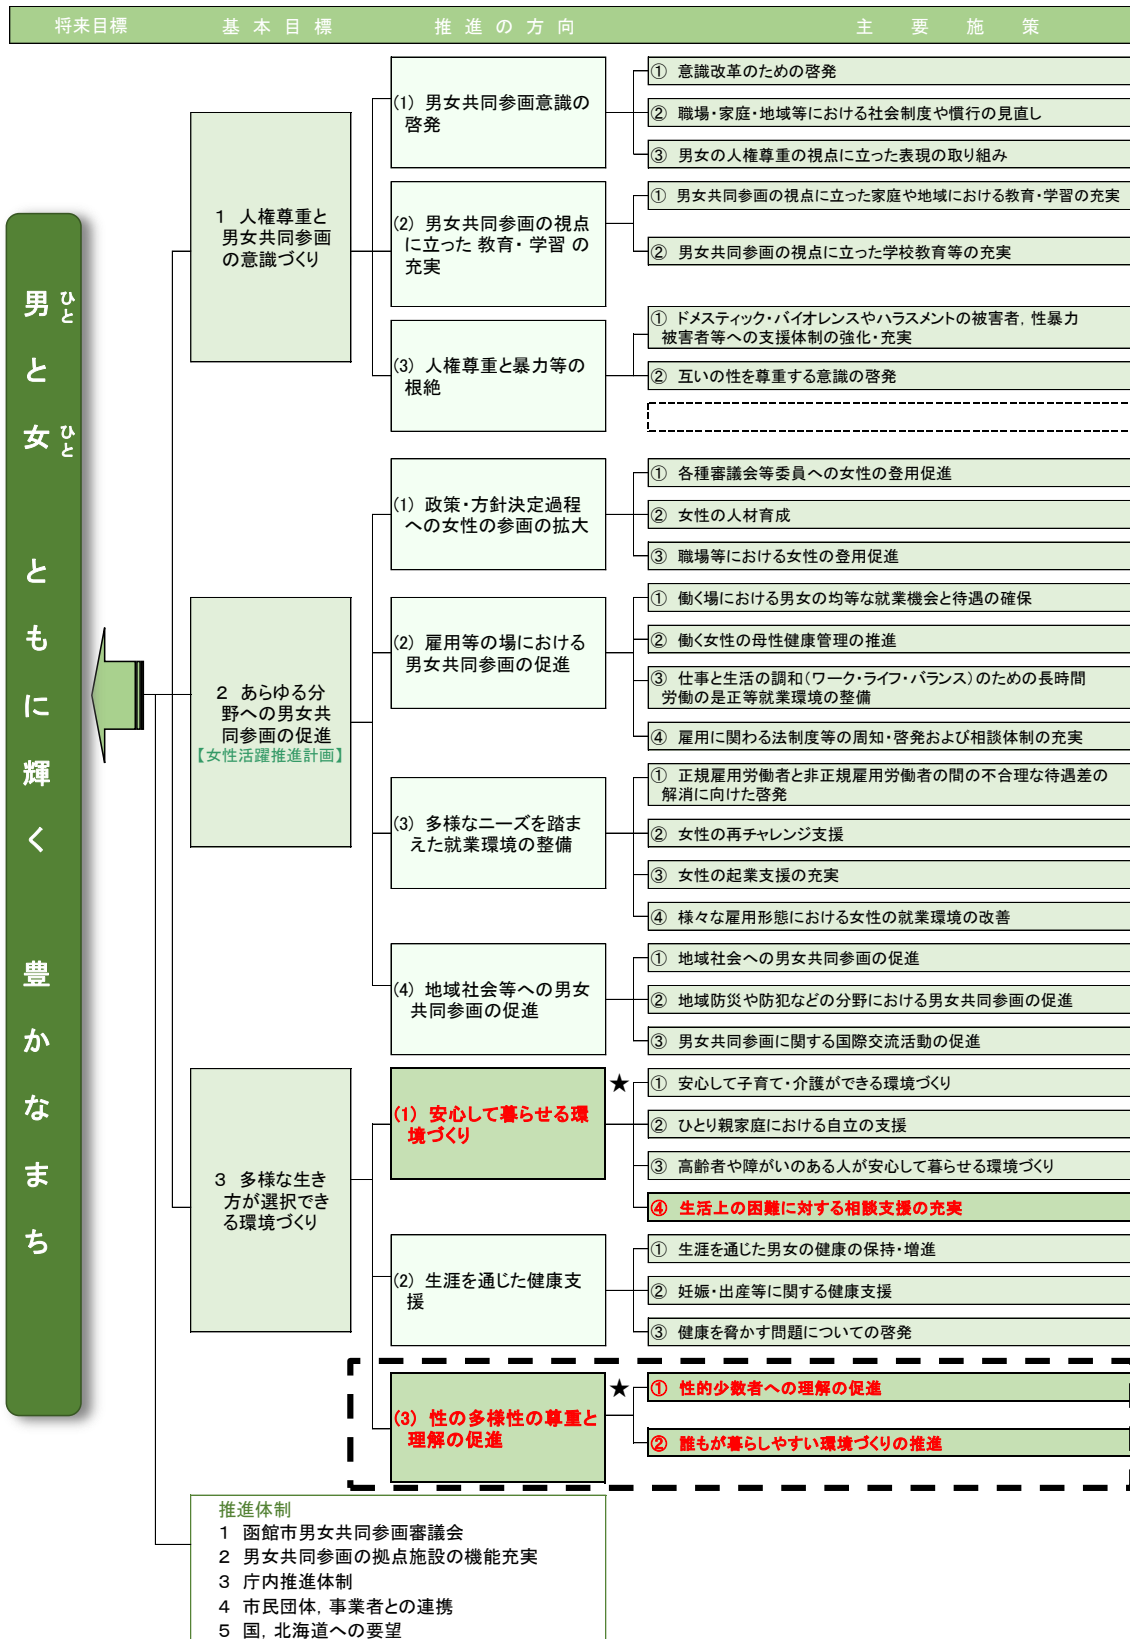 将来目標　基本目標　推進の方向　主要施策
男と女　ともに輝く　豊かなまち
ひと
ひと
1 人権尊重と
男女共同参画
の意識づくり
(1) 男女共同参画意識の
啓発
① 意識改革のための啓発
② 職場・家庭・地域等における社会制度や慣行の見直し
③ 男女の人権尊重の視点に立った表現の取り組み
(2) 男女共同参画の視点
に立った 教育・学習 の
充実
① 男女共同参画の視点に立った家庭や地域における教育・学習の充実
② 男女共同参画の視点に立った学校教育等の充実
(3) 人権尊重と暴力等の
根絶
① ドメスティック・バイオレンスやハラスメントの被害者，性暴力
被害者等への支援体制の強化・充実
② 互いの性を尊重する意識の啓発
2 あらゆる分
野への男女共
同参画の促進
【女性活躍推進計画】
(1) 政策・方針決定過程
への女性の参画の拡大
① 各種審議会等委員への女性の登用促進
② 女性の人材育成
③ 職場等における女性の登用促進
(2) 雇用等の場における
男女共同参画の促進
① 働く場における男女の均等な就業機会と待遇の確保
② 働く女性の母性健康管理の推進
③ 仕事と生活の調和（ワーク・ライフ・バランス）のための長時間
労働の是正等就業環境の整備
④ 雇用に関わる法制度等の周知・啓発および相談体制の充実
(3) 多様なニーズを踏ま
えた就業環境の整備
① 正規雇用労働者と非正規雇用労働者の間の不合理な待遇差の
解消に向けた啓発
② 女性の再チャレンジ支援
③ 女性の起業支援の充実
④ 様々な雇用形態における女性の就業環境の改善
(4) 地域社会等への男女
共同参画の促進
① 地域社会への男女共同参画の促進
② 地域防災や防犯などの分野における男女共同参画の促進
③ 男女共同参画に関する国際交流活動の促進
3 多様な生き
方が選択でき
る環境づくり
(1) 安心して暮らせる環
境づくり
★
① 安心して子育て・介護ができる環境づくり
② ひとり親家庭における自立の支援
③ 高齢者や障がいのある人が安心して暮らせる環境づくり
④ 生活上の困難に対する相談支援の充実
(2) 生涯を通じた健康支
援
① 生涯を通じた男女の健康の保持・増進
② 妊娠・出産等に関する健康支援
③ 健康を脅かす問題についての啓発
(3) 性の多様性の尊重と
理解の促進
★
① 性的少数者への理解の促進
② 誰もが暮らしやすい環境づくりの推進
推進体制
1 函館市男女共同参画審議会
2 男女共同参画の拠点施設の機能充実
3 庁内推進体制
4 市民団体，事業者との連携
5 国，北海道への要望